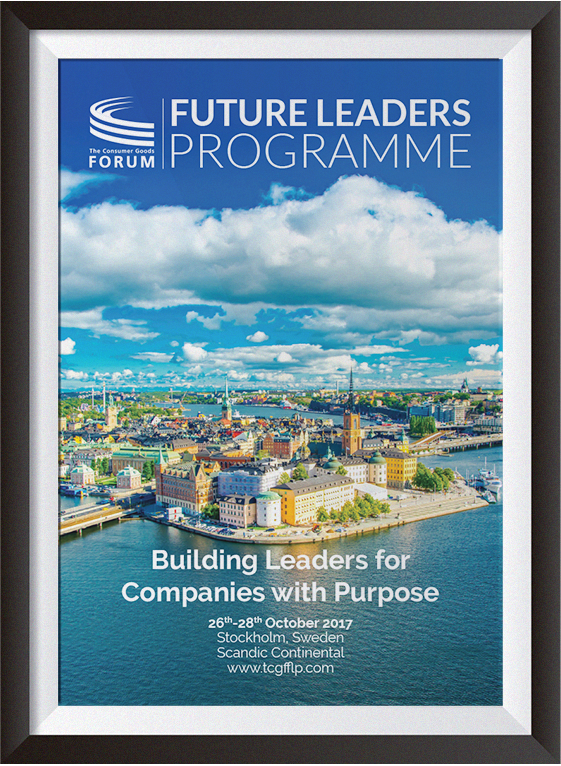 The Consumer Goods
FORUM
FUTURE LEADERS
PROGRAMME
Building Leaders for
Companies with Purpose
26th-28th October 2017
Stockholm, Sweden
Scandic Continental
www.tcgfflp.com